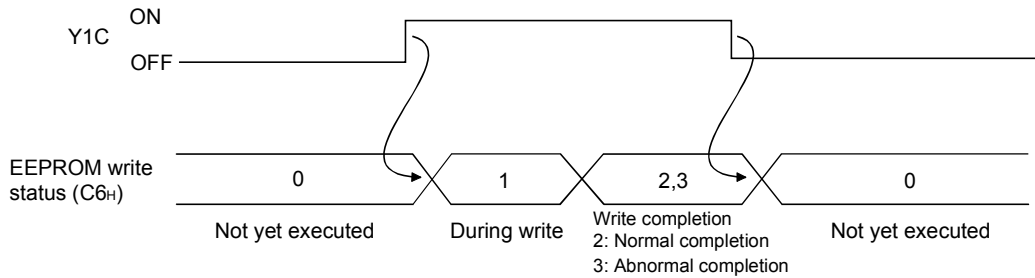 ON
Y1C
OFF
EEPROM write
status (C6H)
0
1
2,3
0
Not yet executed
During write
Write completion
2: Normal completion
3: Abnormal completion
Not yet executed